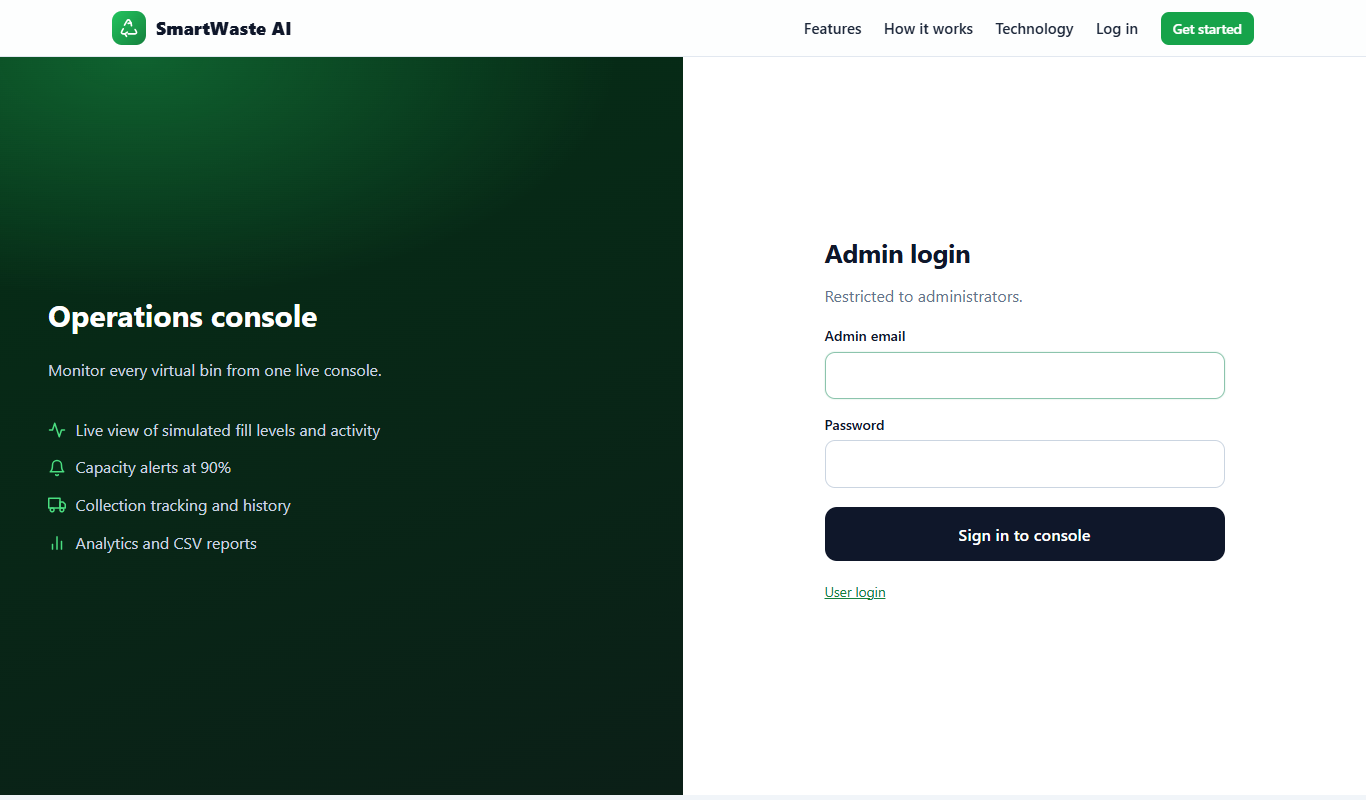 SmartWaste AI
Features
How it works
Technology
Log in
Get started
Operations console
Monitor every virtual bin from one live console.
Live view of simulated fill levels and activity
Capacity alerts at 90%
Collection tracking and history
Analytics and CSV reports
Admin login
Restricted to administrators.
Admin email
Password
Sign in to console
User login